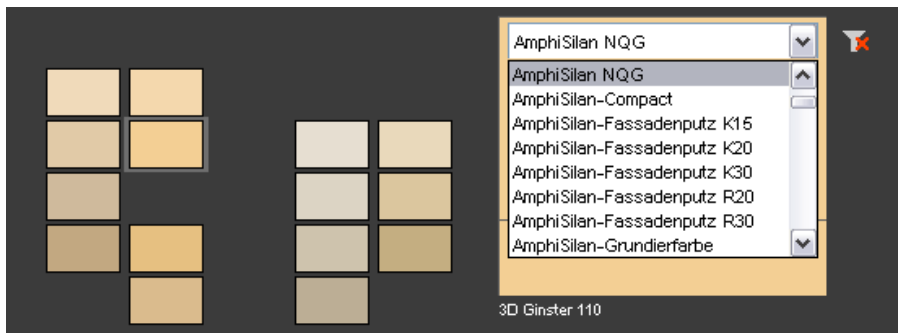 AmphiSilan NQG
AmphiSilan NQG
AmphiSilan-Compact
AmphiSilan-Fassadenputz K15
AmphiSilan-Fassadenputz K20
AmphiSilan-Fassadenputz K30
AmphiSilan-Fassadenputz R20
AmphiSilan-Fassadenputz R30
AmphiSilan-Grundierfarbe
3D Ginster 110